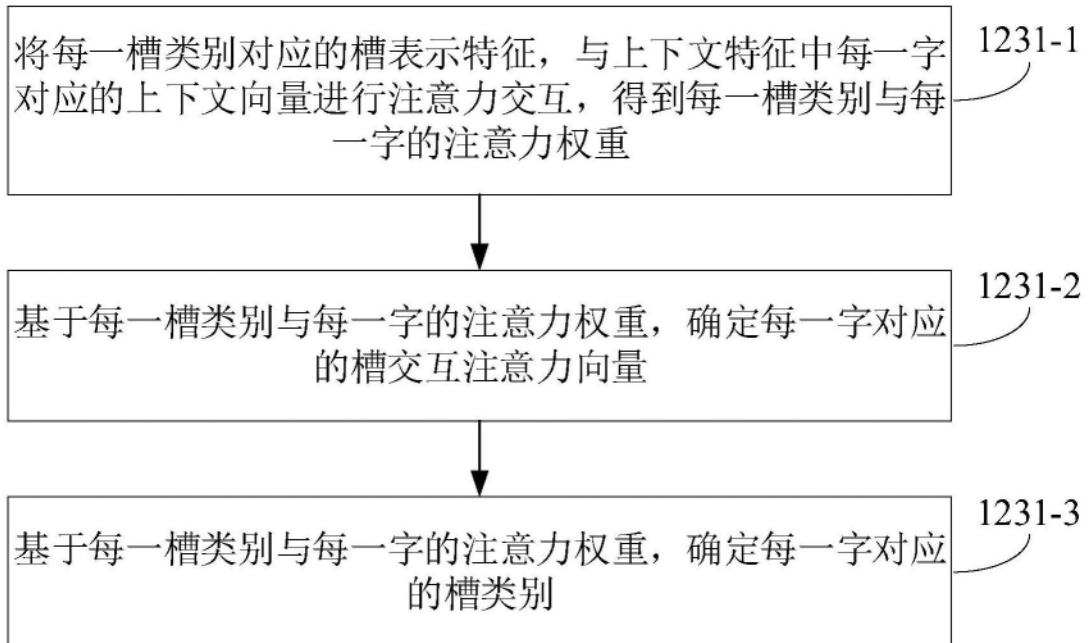 将每一槽类别对应的槽表示特征，与上下文特征中每一字
对应的上下文向量进行注意力交互，得到每一槽类别与每
一字的注意力权重
1231-1
基于每一槽类别与每一字的注意力权重，确定每一字对应
的槽交互注意力向量
1231-2
基于每一槽类别与每一字的注意力权重，确定每一字对应
的槽类别
1231-3